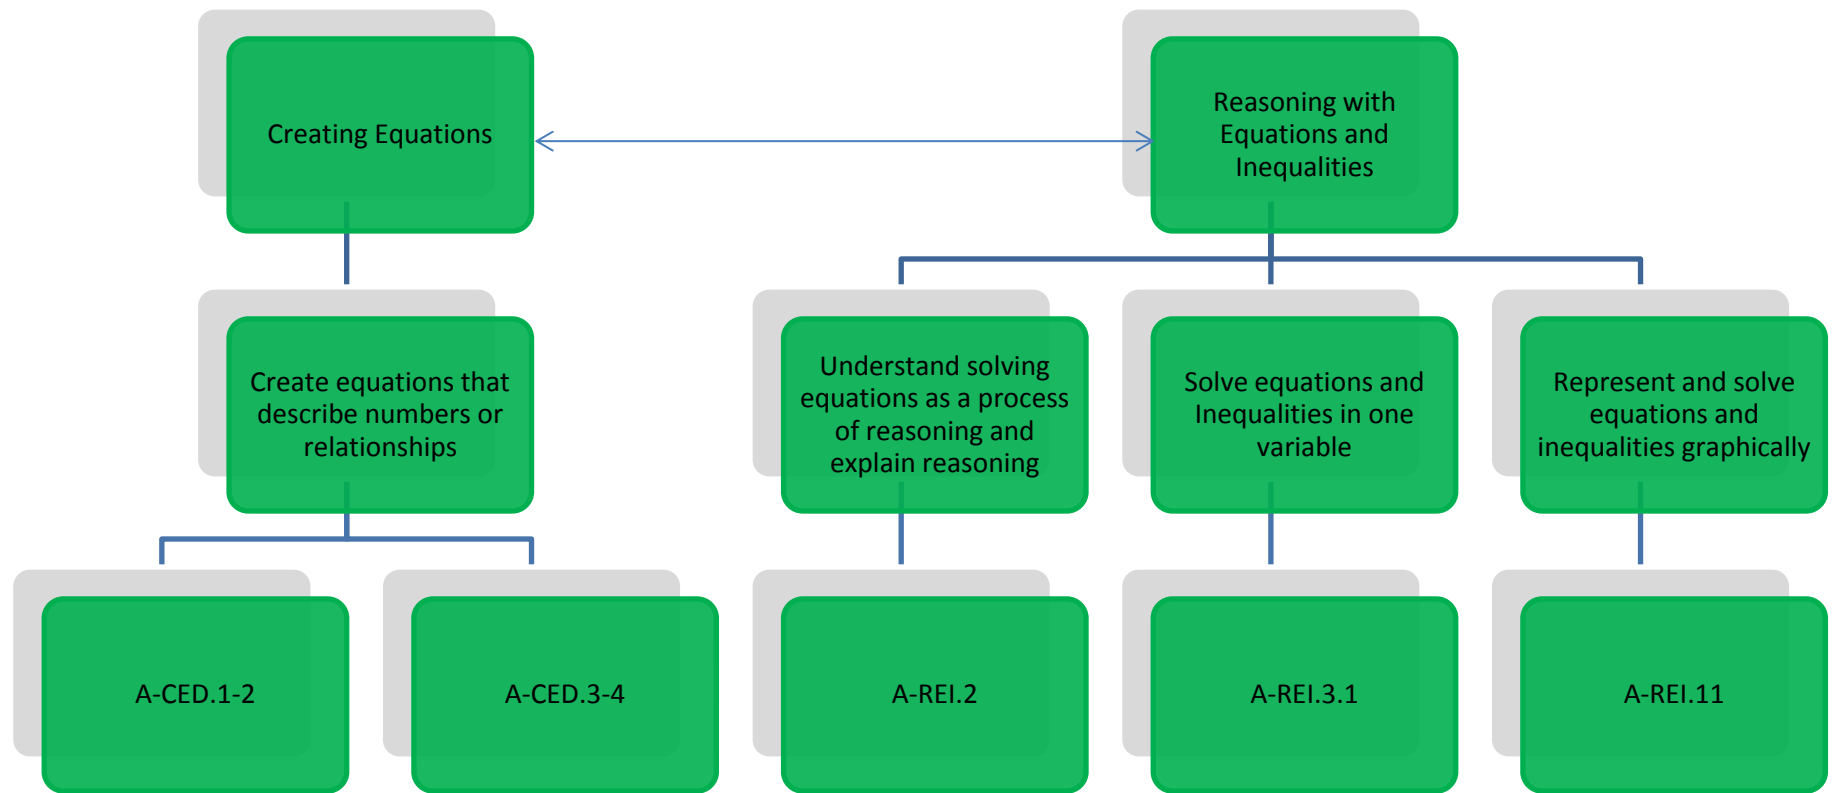 Creating Equations
Reasoning with
Equations and
Inequalities
Create equations that
describe numbers or
relationships
Understand solving
equations as a process
of reasoning and
explain reasoning
Solve equations and
Inequalities in one
variable
Represent and solve
equations and
inequalities graphically
A-CED.1-2
A-CED.3-4
A-REI.2
A-REI.3.1
A-REI.11